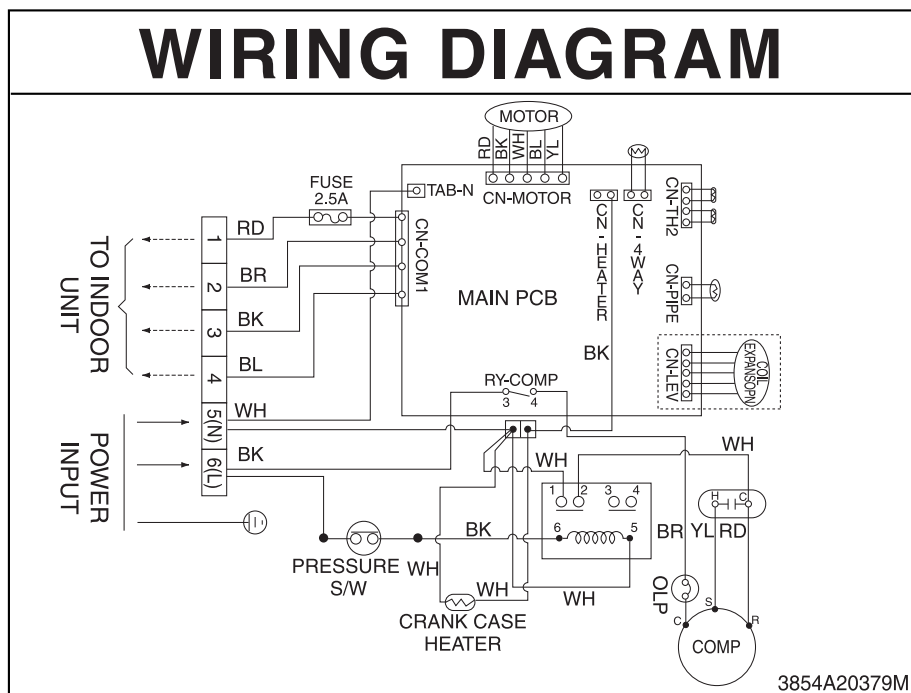 WIRING DIAGRAM
MOTOR
RD
BK
WH
BL
YL
FUSE
2.5A
TAB-N
CN-MOTOR
CN-COM1
CN-HEATER
CN-4WAY
CN-TH2
CN-PIPE
CN-LEV
EXPANSOPN
COIL
MAIN PCB
TO INDOOR
UNIT
1
RD
2
BR
3
BK
4
BL
5(N)
WH
6(L)
BK
POWER
INPUT
RY-COMP
3 4
BK
WH
WH
1 2 3 4
6 5
H C
BR YL RD
BK
PRESSURE
S/W
WH
WH
WH
CRANK CASE
HEATER
OLP
C S R
COMP
3854A20379M